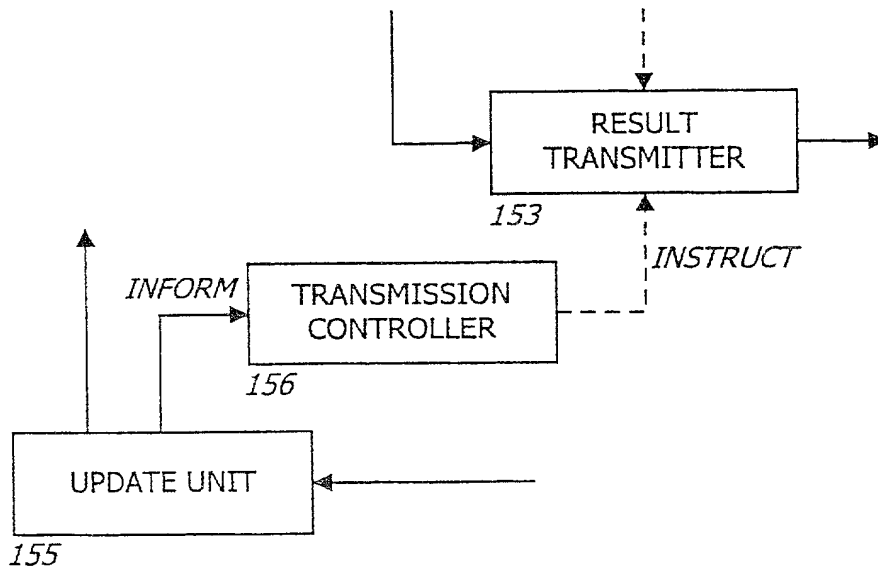 RESULT
TRANSMITTER
153
INSTRUCT
INFORM
TRANSMISSION
CONTROLLER
156
UPDATE UNIT
155